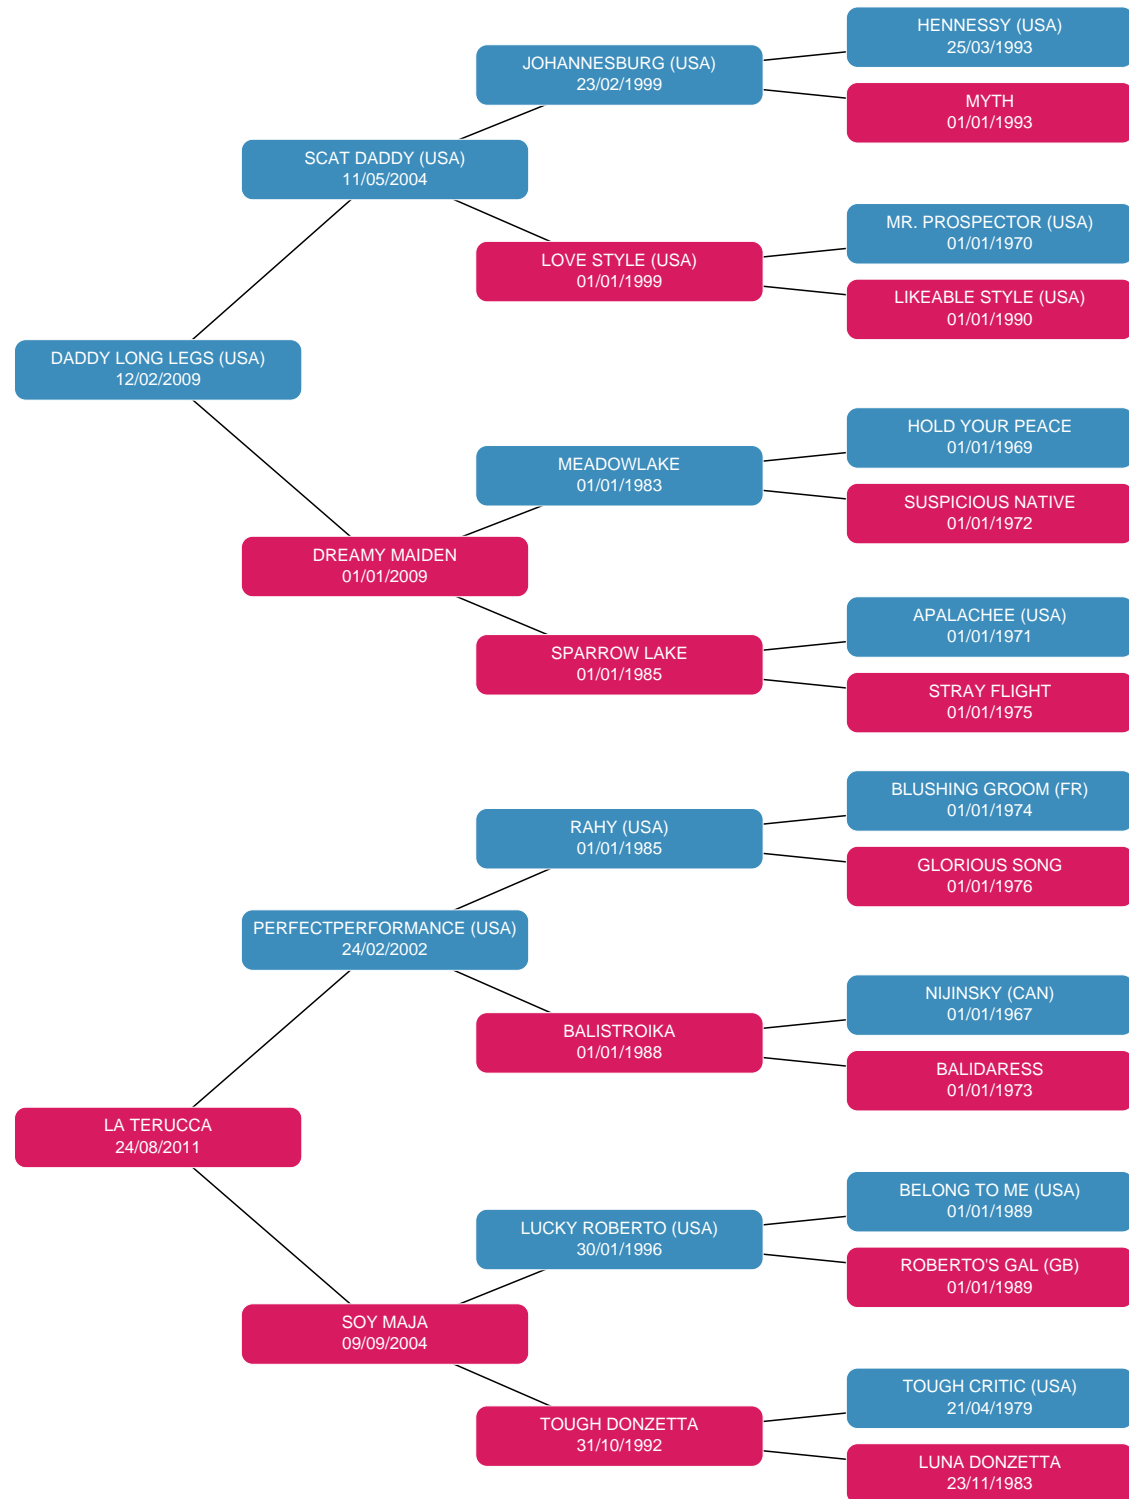 HENNESSY (USA)
25/03/1993
JOHANNESBURG (USA)
23/02/1999
MYTH
01/01/1993
SCAT DADDY (USA)
11/05/2004
MR. PROSPECTOR (USA)
01/01/1970
LOVE STYLE (USA)
01/01/1999
LIKEABLE STYLE (USA)
01/01/1990
DADDY LONG LEGS (USA)
12/02/2009
HOLD YOUR PEACE
01/01/1969
MEADOWLAKE
01/01/1983
SUSPICIOUS NATIVE
01/01/1972
DREAMY MAIDEN
01/01/2009
APALACHEE (USA)
01/01/1971
SPARROW LAKE
01/01/1985
STRAY FLIGHT
01/01/1975
BLUSHING GROOM (FR)
01/01/1974
RAHY (USA)
01/01/1985
GLORIOUS SONG
01/01/1976
PERFECTPERFORMANCE (USA)
24/02/2002
NIJINSKY (CAN)
01/01/1967
BALISTROIKA
01/01/1988
BALIDARESS
01/01/1973
LA TERUCCA
24/08/2011
BELONG TO ME (USA)
01/01/1989
LUCKY ROBERTO (USA)
30/01/1996
ROBERTO'S GAL (GB)
01/01/1989
SOY MAJA
09/09/2004
TOUGH CRITIC (USA)
21/04/1979
TOUGH DONZETTA
31/10/1992
LUNA DONZETTA
23/11/1983